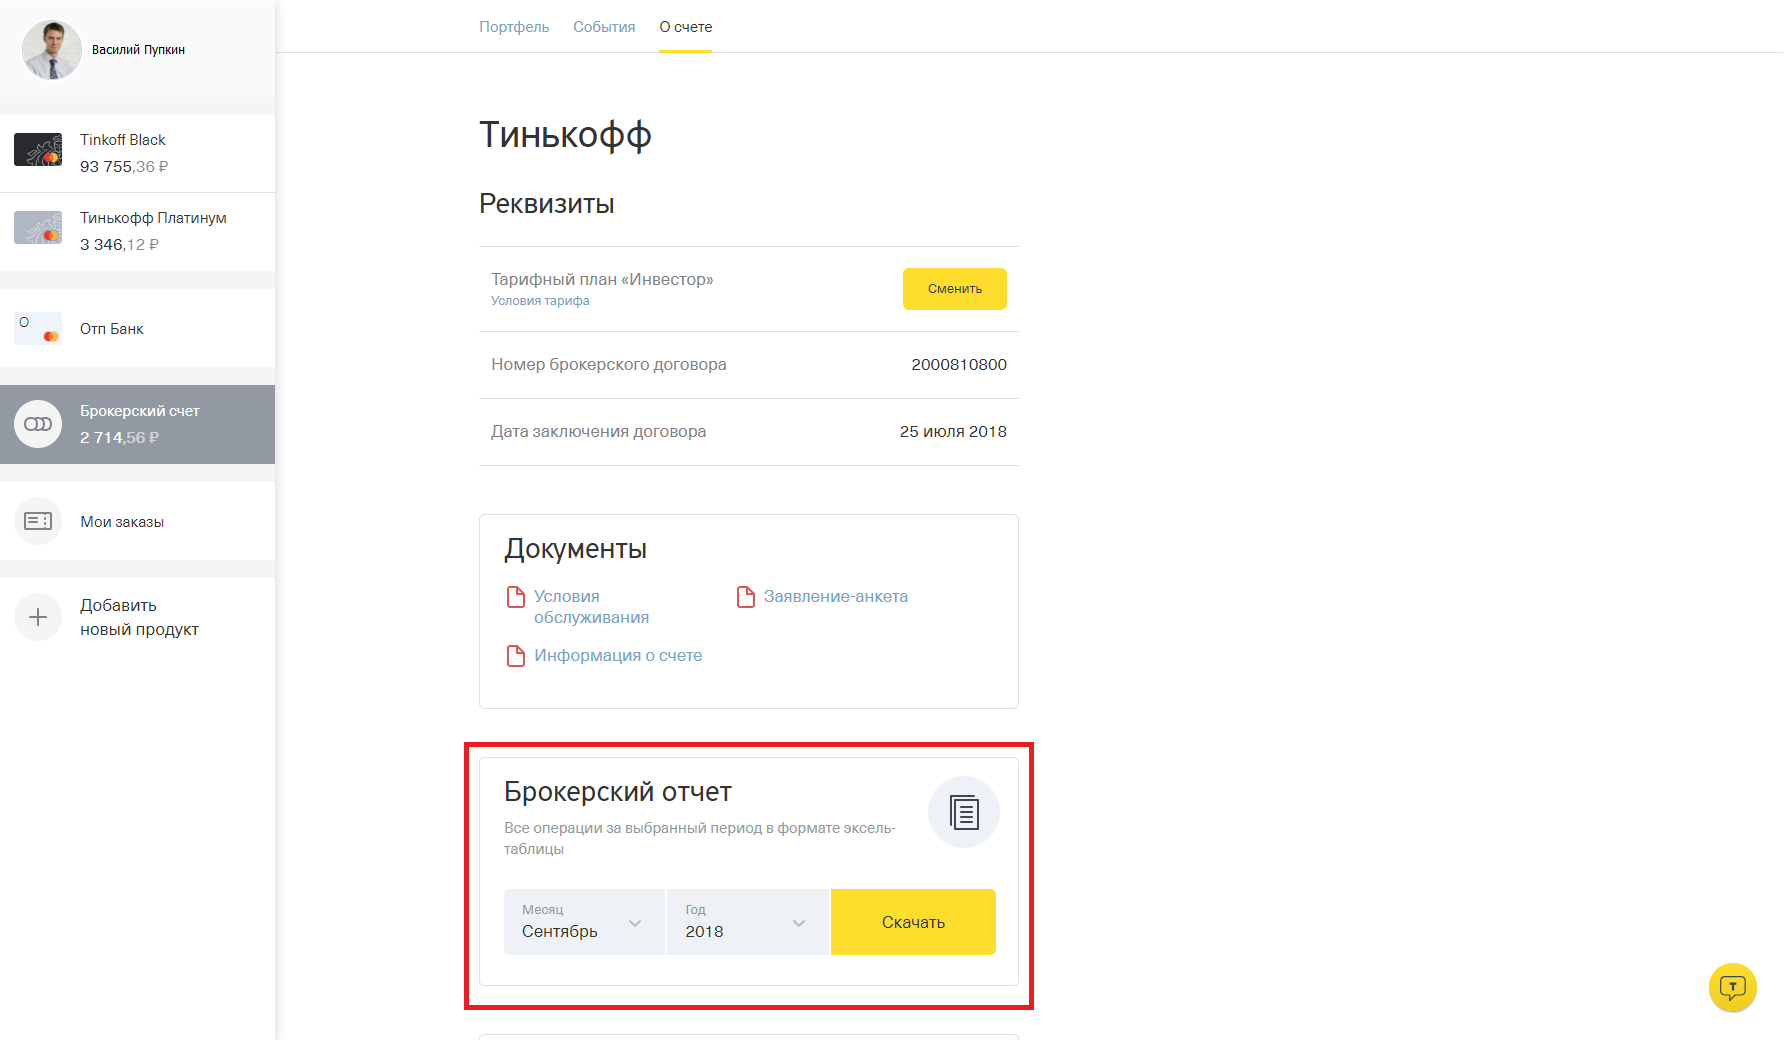 Василий Пупкин
Tinkoff Black
93 755,36 ₽
Тинькофф Платинум
3 346,12 ₽
О
Отп Банк
Брокерский счет
2 714,56 ₽
Мои заказы
Добавить
новый продукт
Портфель События О счете
Тинькофф
Реквизиты
Тарифный план «Инвестор»
Условия тарифа
Сменить
Номер брокерского договора 2000810800
Дата заключения договора 25 июля 2018
Документы
Условия
обслуживания
Заявление-анкета
Информация о счете
Брокерский отчет
Все операции за выбранный период в формате эксель-
таблицы
Месяц
Сентябрь
Год
2018
Скачать
T